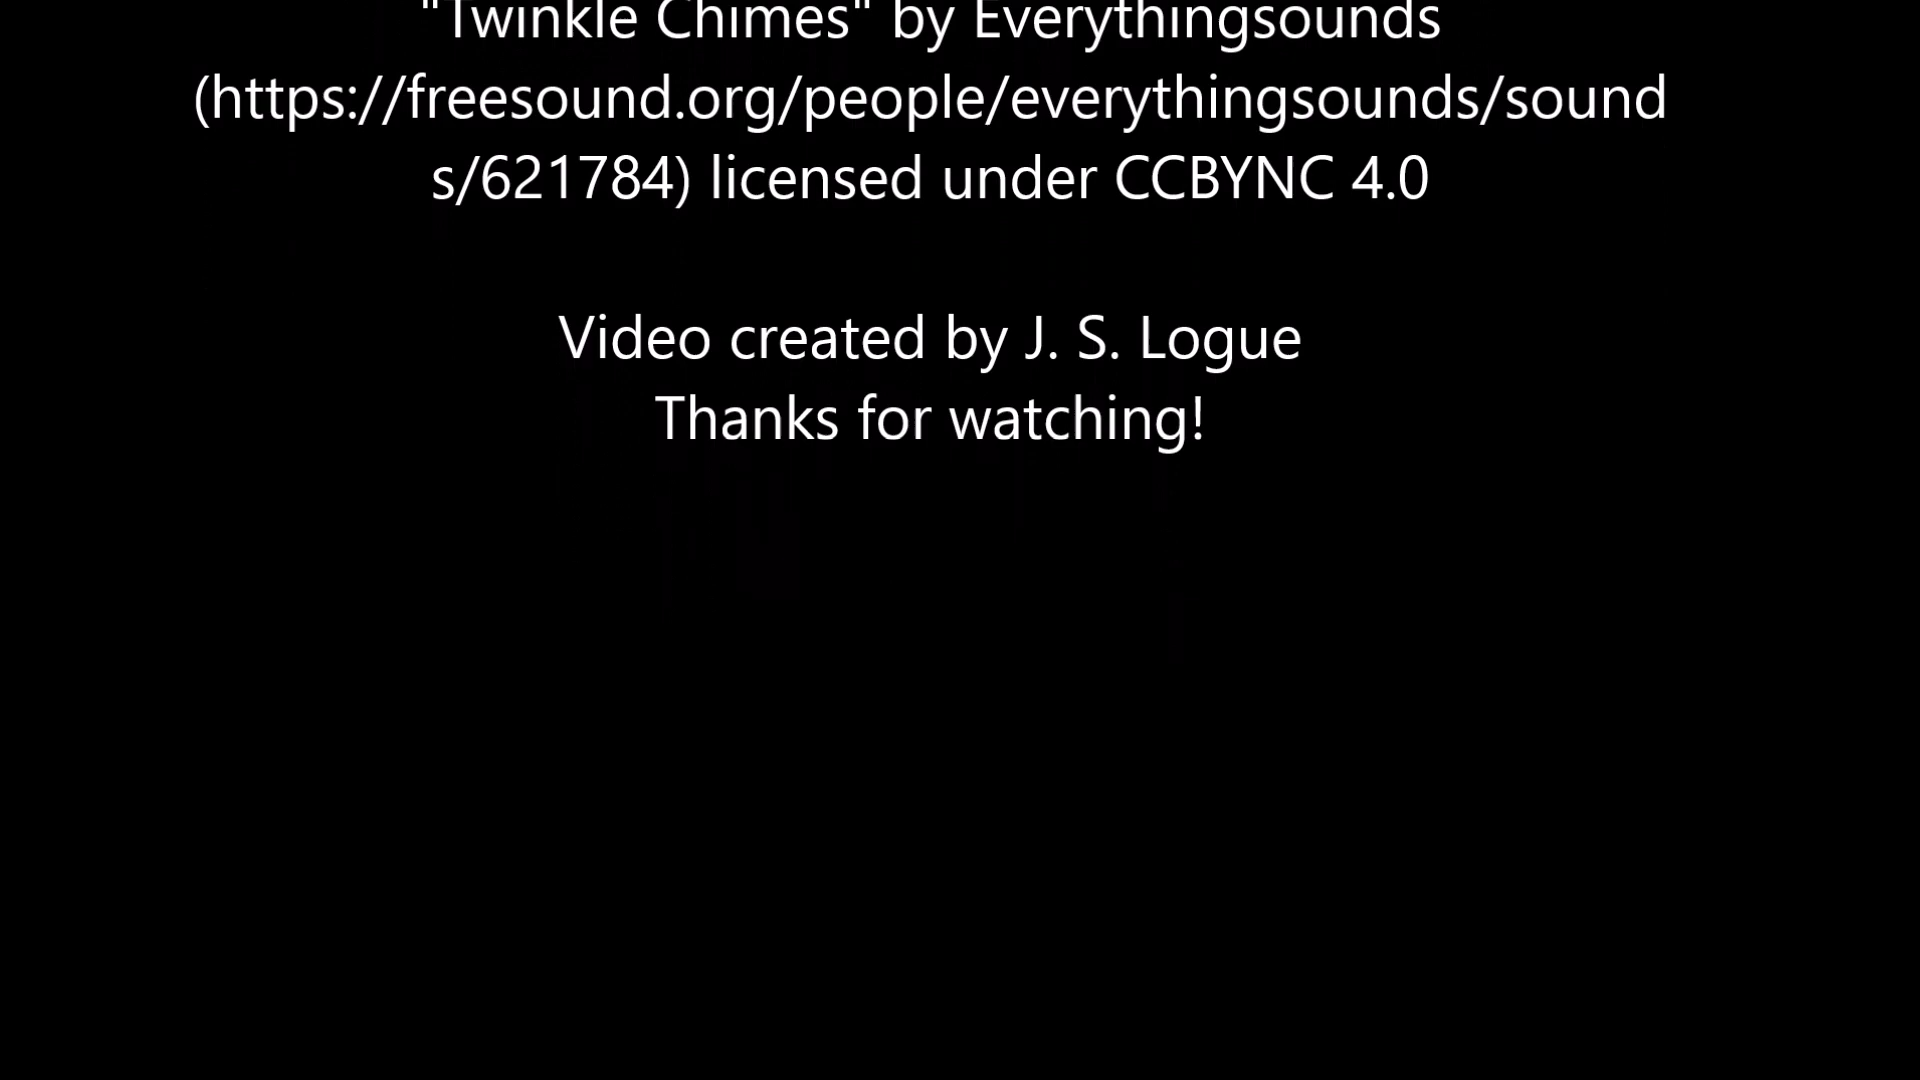 "Twinkle Chimes" by Everythingsounds
(https://freesound.org/people/everythingsounds/sound
s/621784) licensed under CCBYNC 4.0
Video created by J. S. Logue
Thanks for watching!